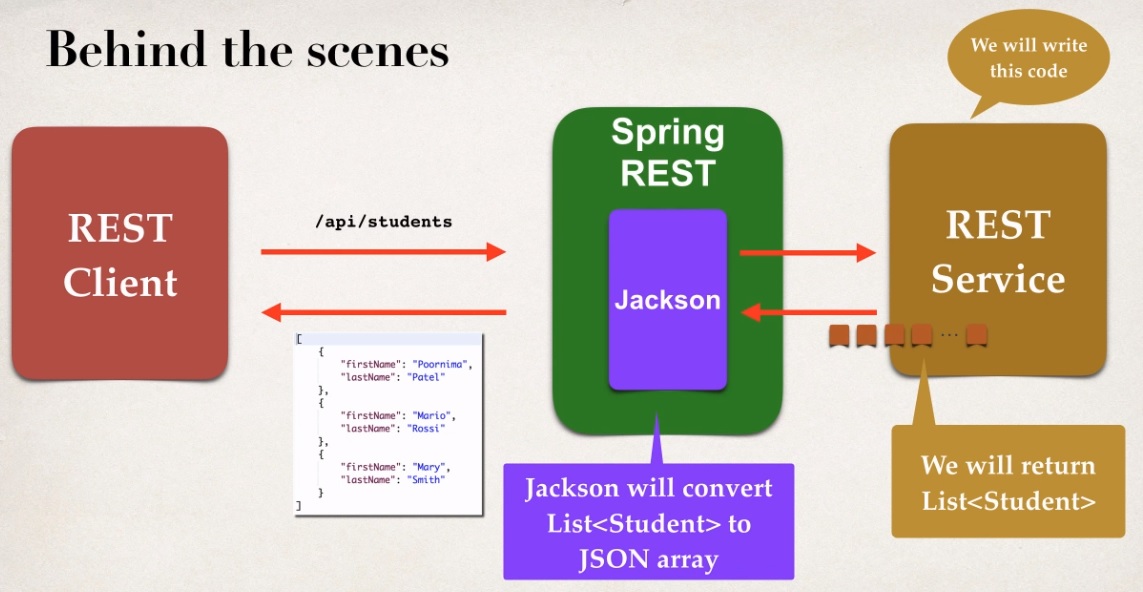 Behind the scenes
We will write
this code
REST
Client
/api/students
Spring
REST
Jackson
REST
Service
...
[
{
"firstName": "Poornima",
"lastName": "Patel"
},
{
"firstName": "Mario",
"lastName": "Rossi"
},
{
"firstName": "Mary",
"lastName": "Smith"
}
]
Jackson will convert
List<Student> to
JSON array
We will return
List<Student>